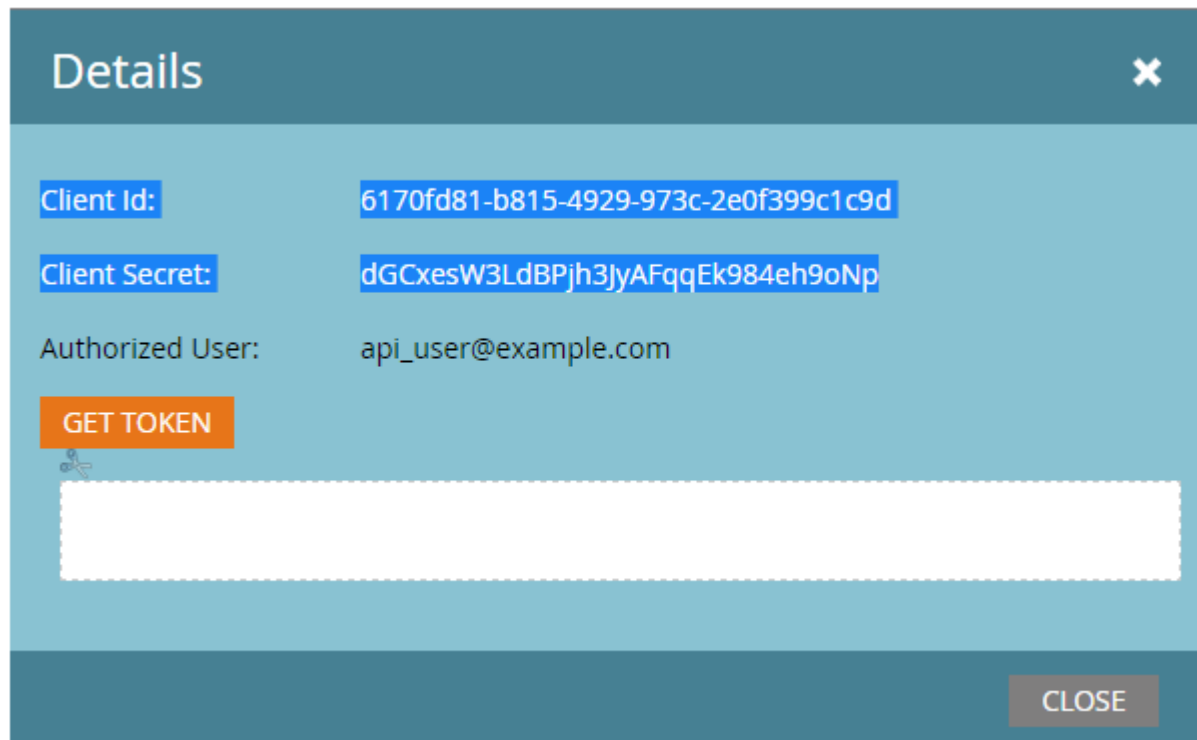 Details
Client Id: 6170fd81-b815-4929-973c-2e0f399c1c9d
Client Secret: dGCxesW3LdBPjh3JyAFqqEk984eh9oNp
Authorized User: api_user@example.com
GET TOKEN
CLOSE